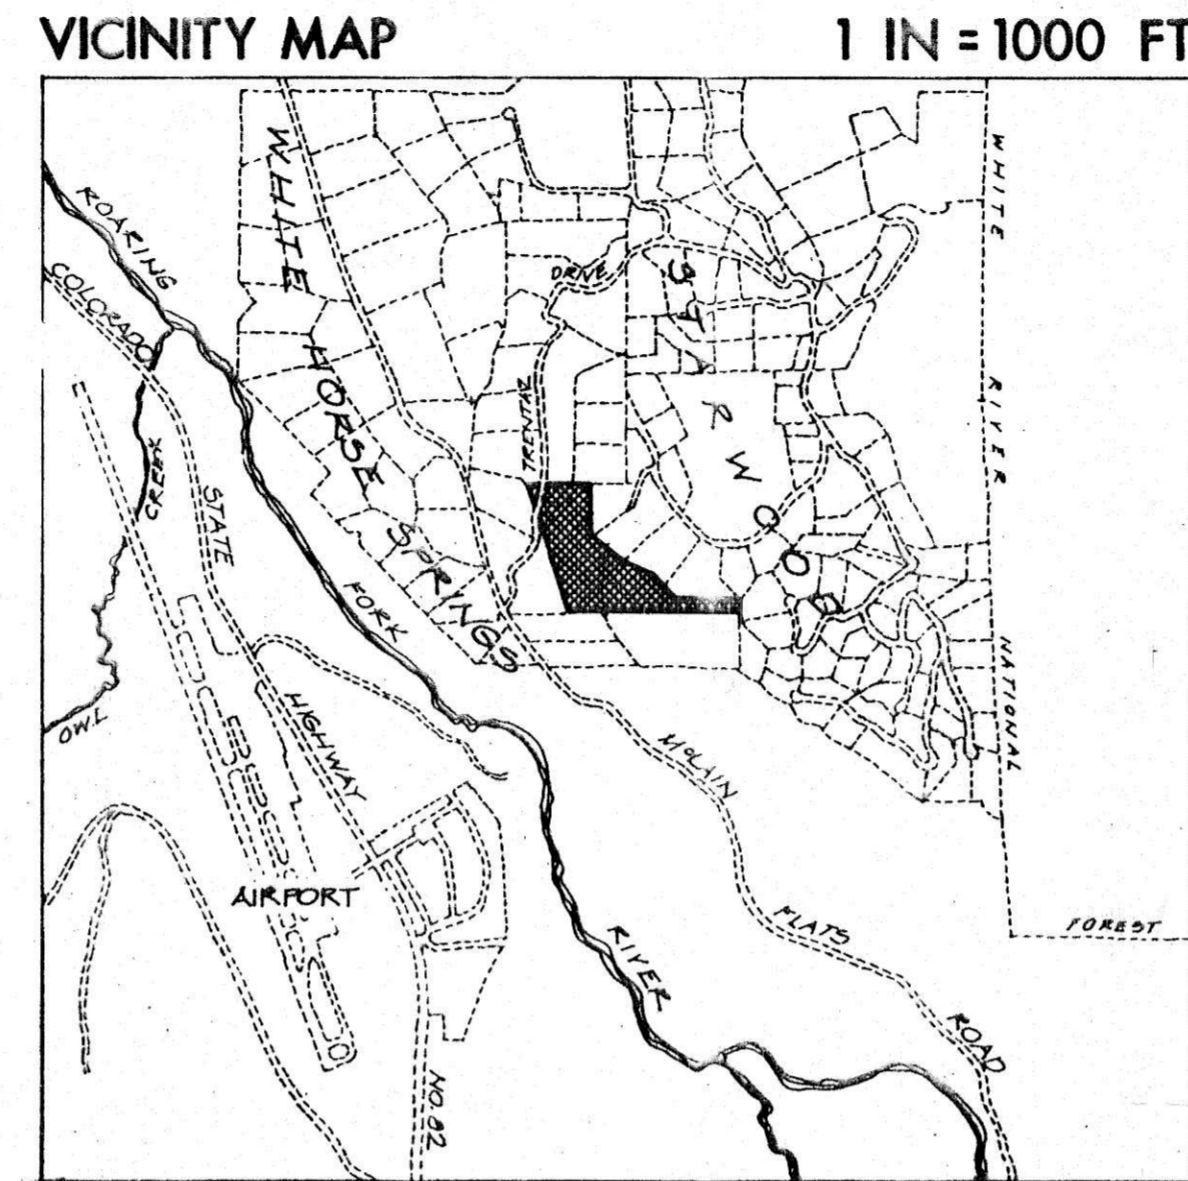 VICINITY MAP
1 IN = 1000 FT
WHITE HORSE SPRINGS
ROARING FORK RIVER
COLORADO STATE HIGHWAY NO. 82
OWL CREEK
TRENTAZ DRIVE
STARWOOD
WHITE RIVER NATIONAL FOREST
McLAIN FLATS ROAD
AIRPORT